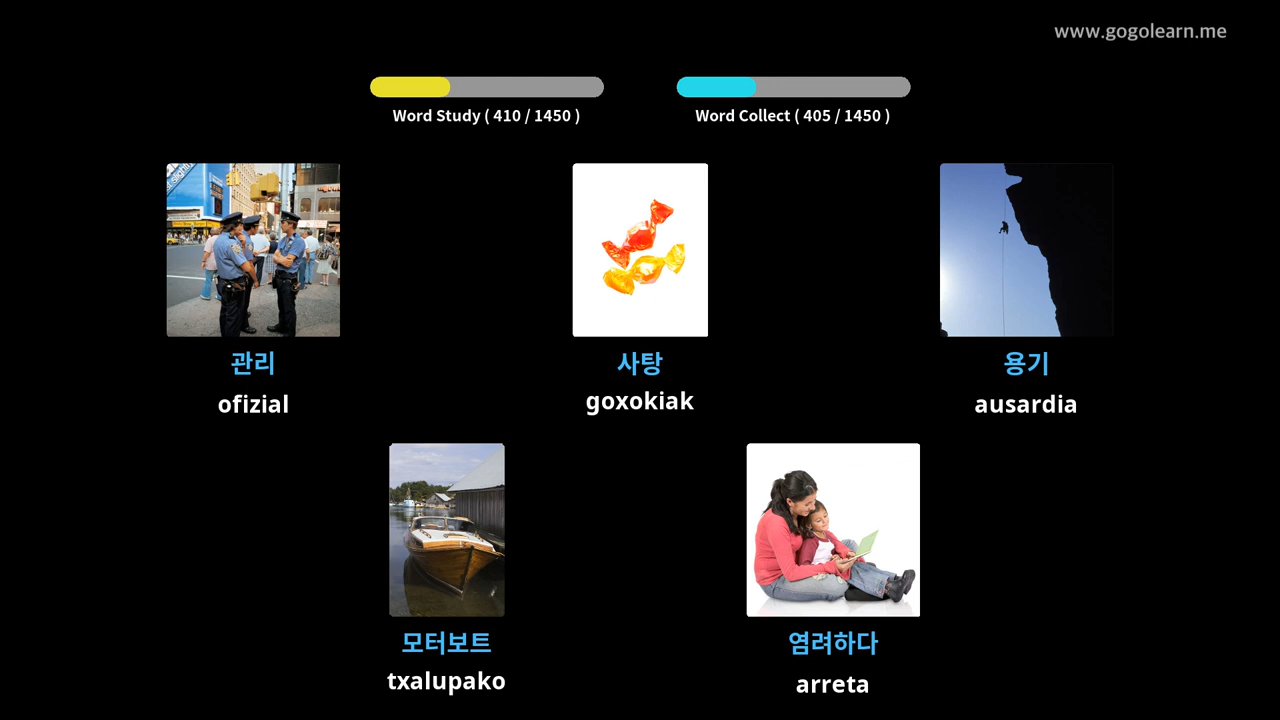 www.gogolearn.me
Word Study ( 410 / 1450 )
Word Collect ( 405 / 1450 )
관리
ofizial
사탕
goxokiak
용기
ausardia
모터보트
txalupako
염려하다
arreta